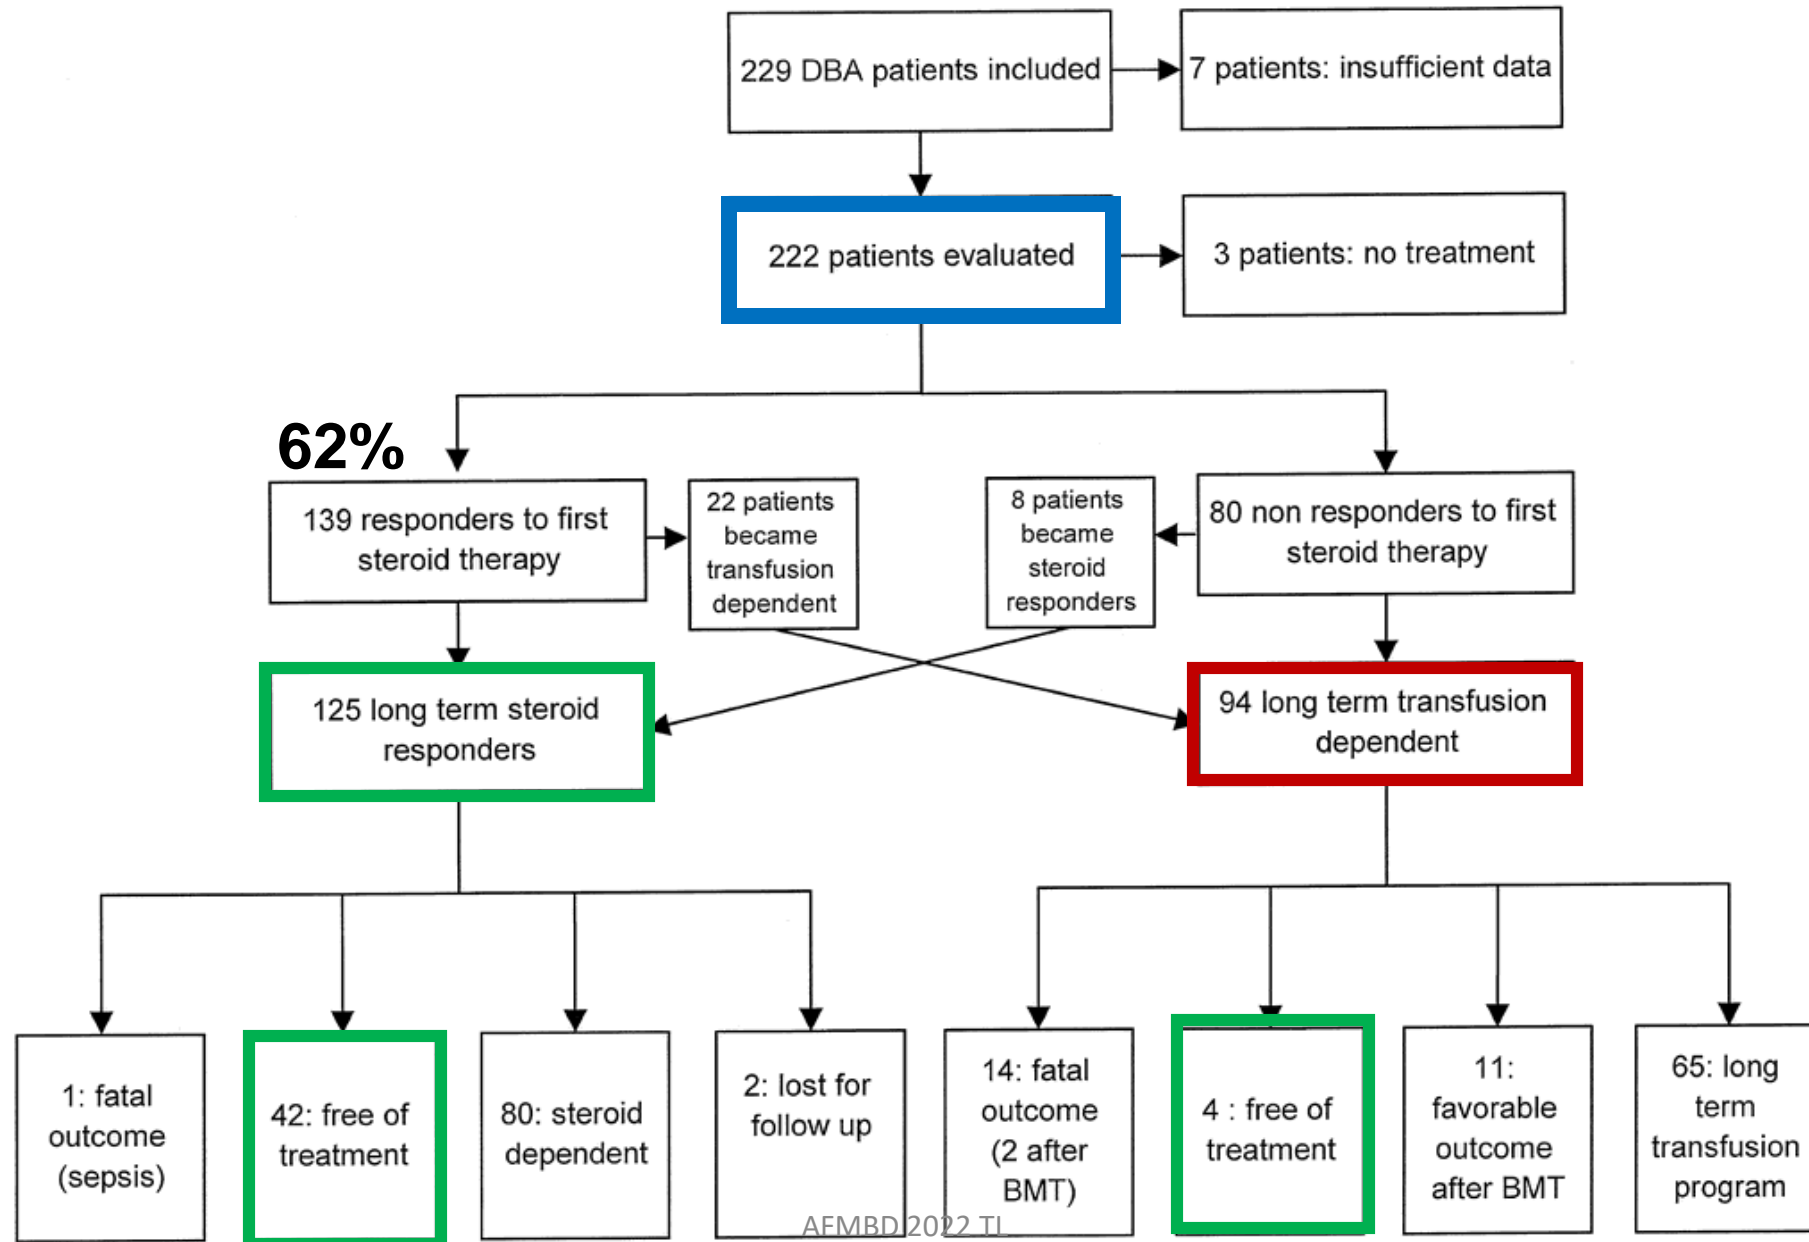 229 DBA patients included
7 patients: insufficient data
222 patients evaluated
3 patients: no treatment
62%
139 responders to first
steroid therapy
22 patients
became
transfusion
dependent
8 patients
became
steroid
responders
80 non responders to first
steroid therapy
125 long term steroid
responders
94 long term transfusion
dependent
1: fatal
outcome
(sepsis)
42: free of
treatment
80: steroid
dependent
2: lost for
follow up
14: fatal
outcome
(2 after
BMT)
4 : free of
treatment
11:
favorable
outcome
after BMT
65: long
term
transfusion
program
AFMBD 2022 TL